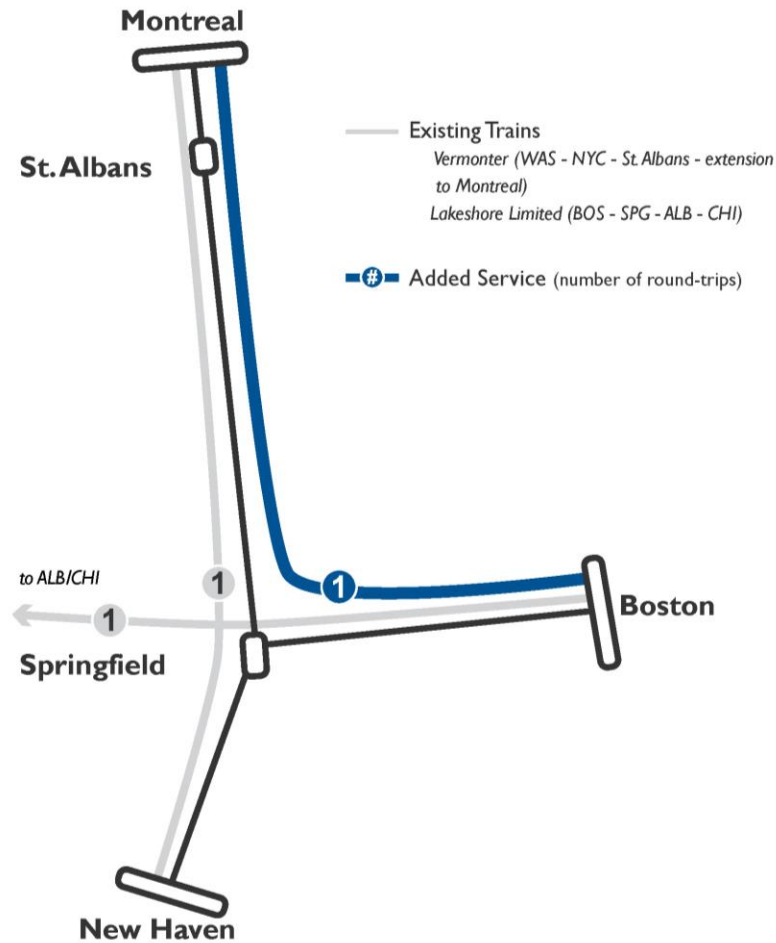 Montreal
St. Albans
Existing Trains
Vermonter (WAS - NYC - St. Albans - extension
to Montreal)
Lakeshore Limited (BOS - SPG - ALB - CHI)
# Added Service (number of round-trips)
to ALB/CHI
1
1
1
1
Boston
Springfield
New Haven